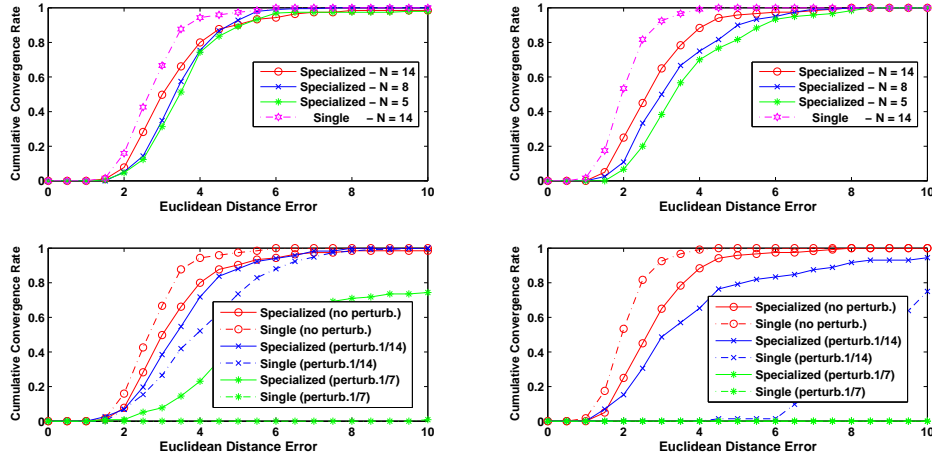 Cumulative Convergence Rate
1
0.8
0.6
0.4
0.2
0
0 2 4 6 8 10
Euclidean Distance Error
Specialized – N = 14
Specialized – N = 8
Specialized – N = 5
Single – N = 14
Cumulative Convergence Rate
1
0.8
0.6
0.4
0.2
0
0 2 4 6 8 10
Euclidean Distance Error
Specialized – N = 14
Specialized – N = 8
Specialized – N = 5
Single – N = 14
Cumulative Convergence Rate
1
0.8
0.6
0.4
0.2
0
0 2 4 6 8 10
Euclidean Distance Error
Specialized (no perturb.)
Single (no perturb.)
Specialized (perturb.1/14)
Single (perturb.1/14)
Specialized (perturb.1/7)
Single (perturb.1/7)
Cumulative Convergence Rate
1
0.8
0.6
0.4
0.2
0
0 2 4 6 8 10
Euclidean Distance Error
Specialized (no perturb.)
Single (no perturb.)
Specialized (perturb.1/14)
Single (perturb.1/14)
Specialized (perturb.1/7)
Single (perturb.1/7)